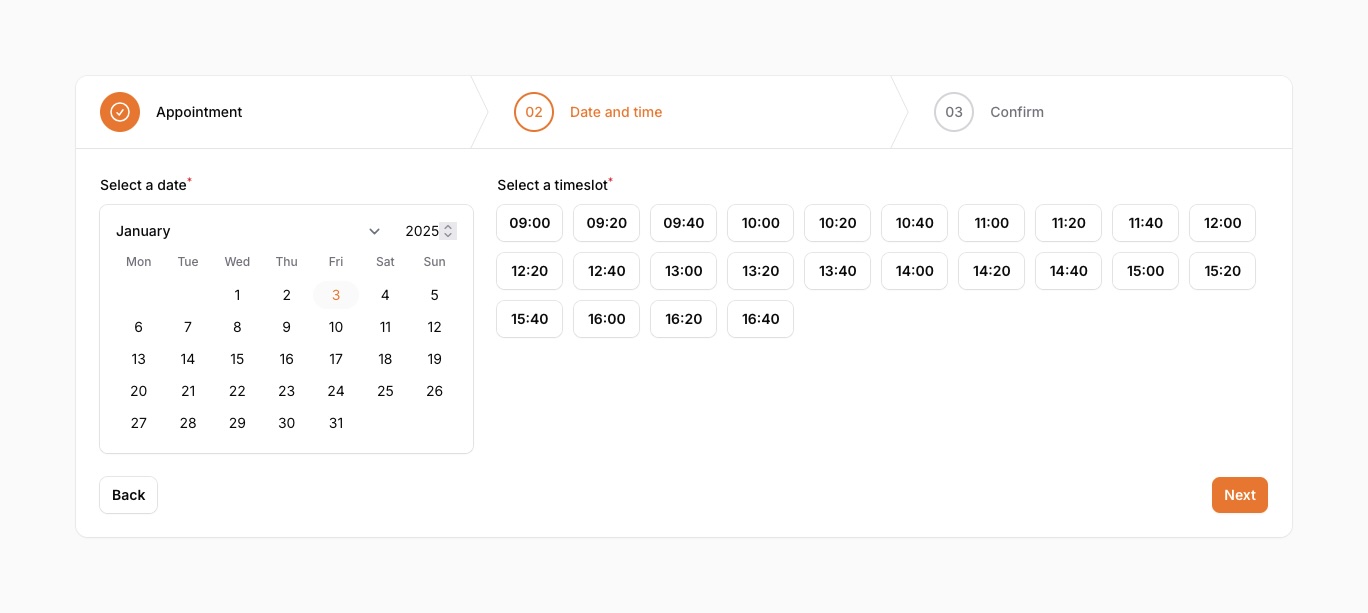 Appointment
02 Date and time
03 Confirm
Select a date*
January 2025
Mon Tue Wed Thu Fri Sat Sun
1 2 3 4 5
6 7 8 9 10 11 12
13 14 15 16 17 18 19
20 21 22 23 24 25 26
27 28 29 30 31
Select a timeslot*
09:00 09:20 09:40 10:00 10:20 10:40 11:00 11:20 11:40 12:00
12:20 12:40 13:00 13:20 13:40 14:00 14:20 14:40 15:00 15:20
15:40 16:00 16:20 16:40
Back
Next